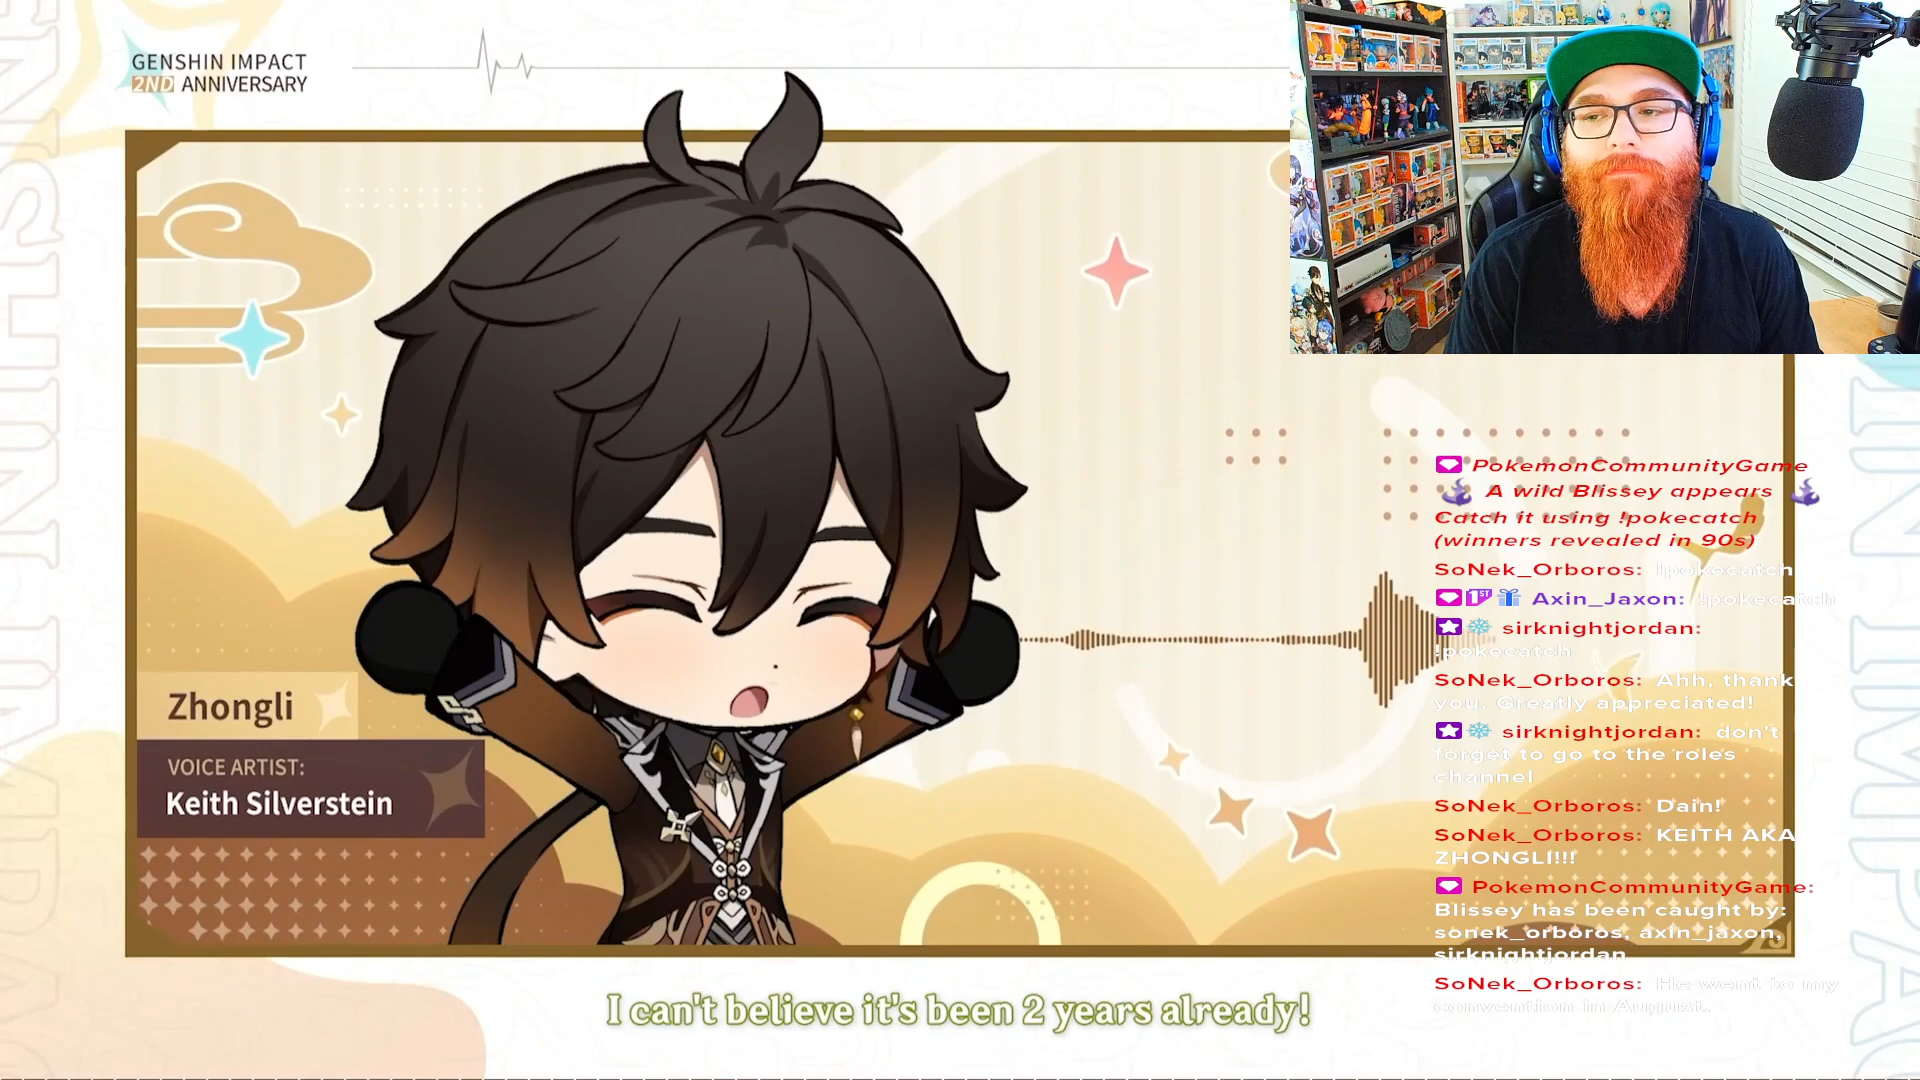 GENSHIN IMPACT
2ND ANNIVERSARY
Zhongli
VOICE ARTIST:
Keith Silverstein
I can't believe it's been 2 years already!
PokemonCommunityGame
A wild Blissey appears
Catch it using !pokecatch
(winners revealed in 90s)
SoNek_Orboros: !pokecatch
1ST Axin_Jaxon: !pokecatch
sirknightjordan:
!pokecatch
SoNek_Orboros: Ahh, thank
you. Greatly appreciated!
sirknightjordan: don't
forget to go to the roles
channel
SoNek_Orboros: Dain!
SoNek_Orboros: KEITH AKA
ZHONGLI!!!
PokemonCommunityGame:
Blissey has been caught by:
sonek_orboros, axin_jaxon,
sirknightjordan
SoNek_Orboros: He went to my
convention in August.